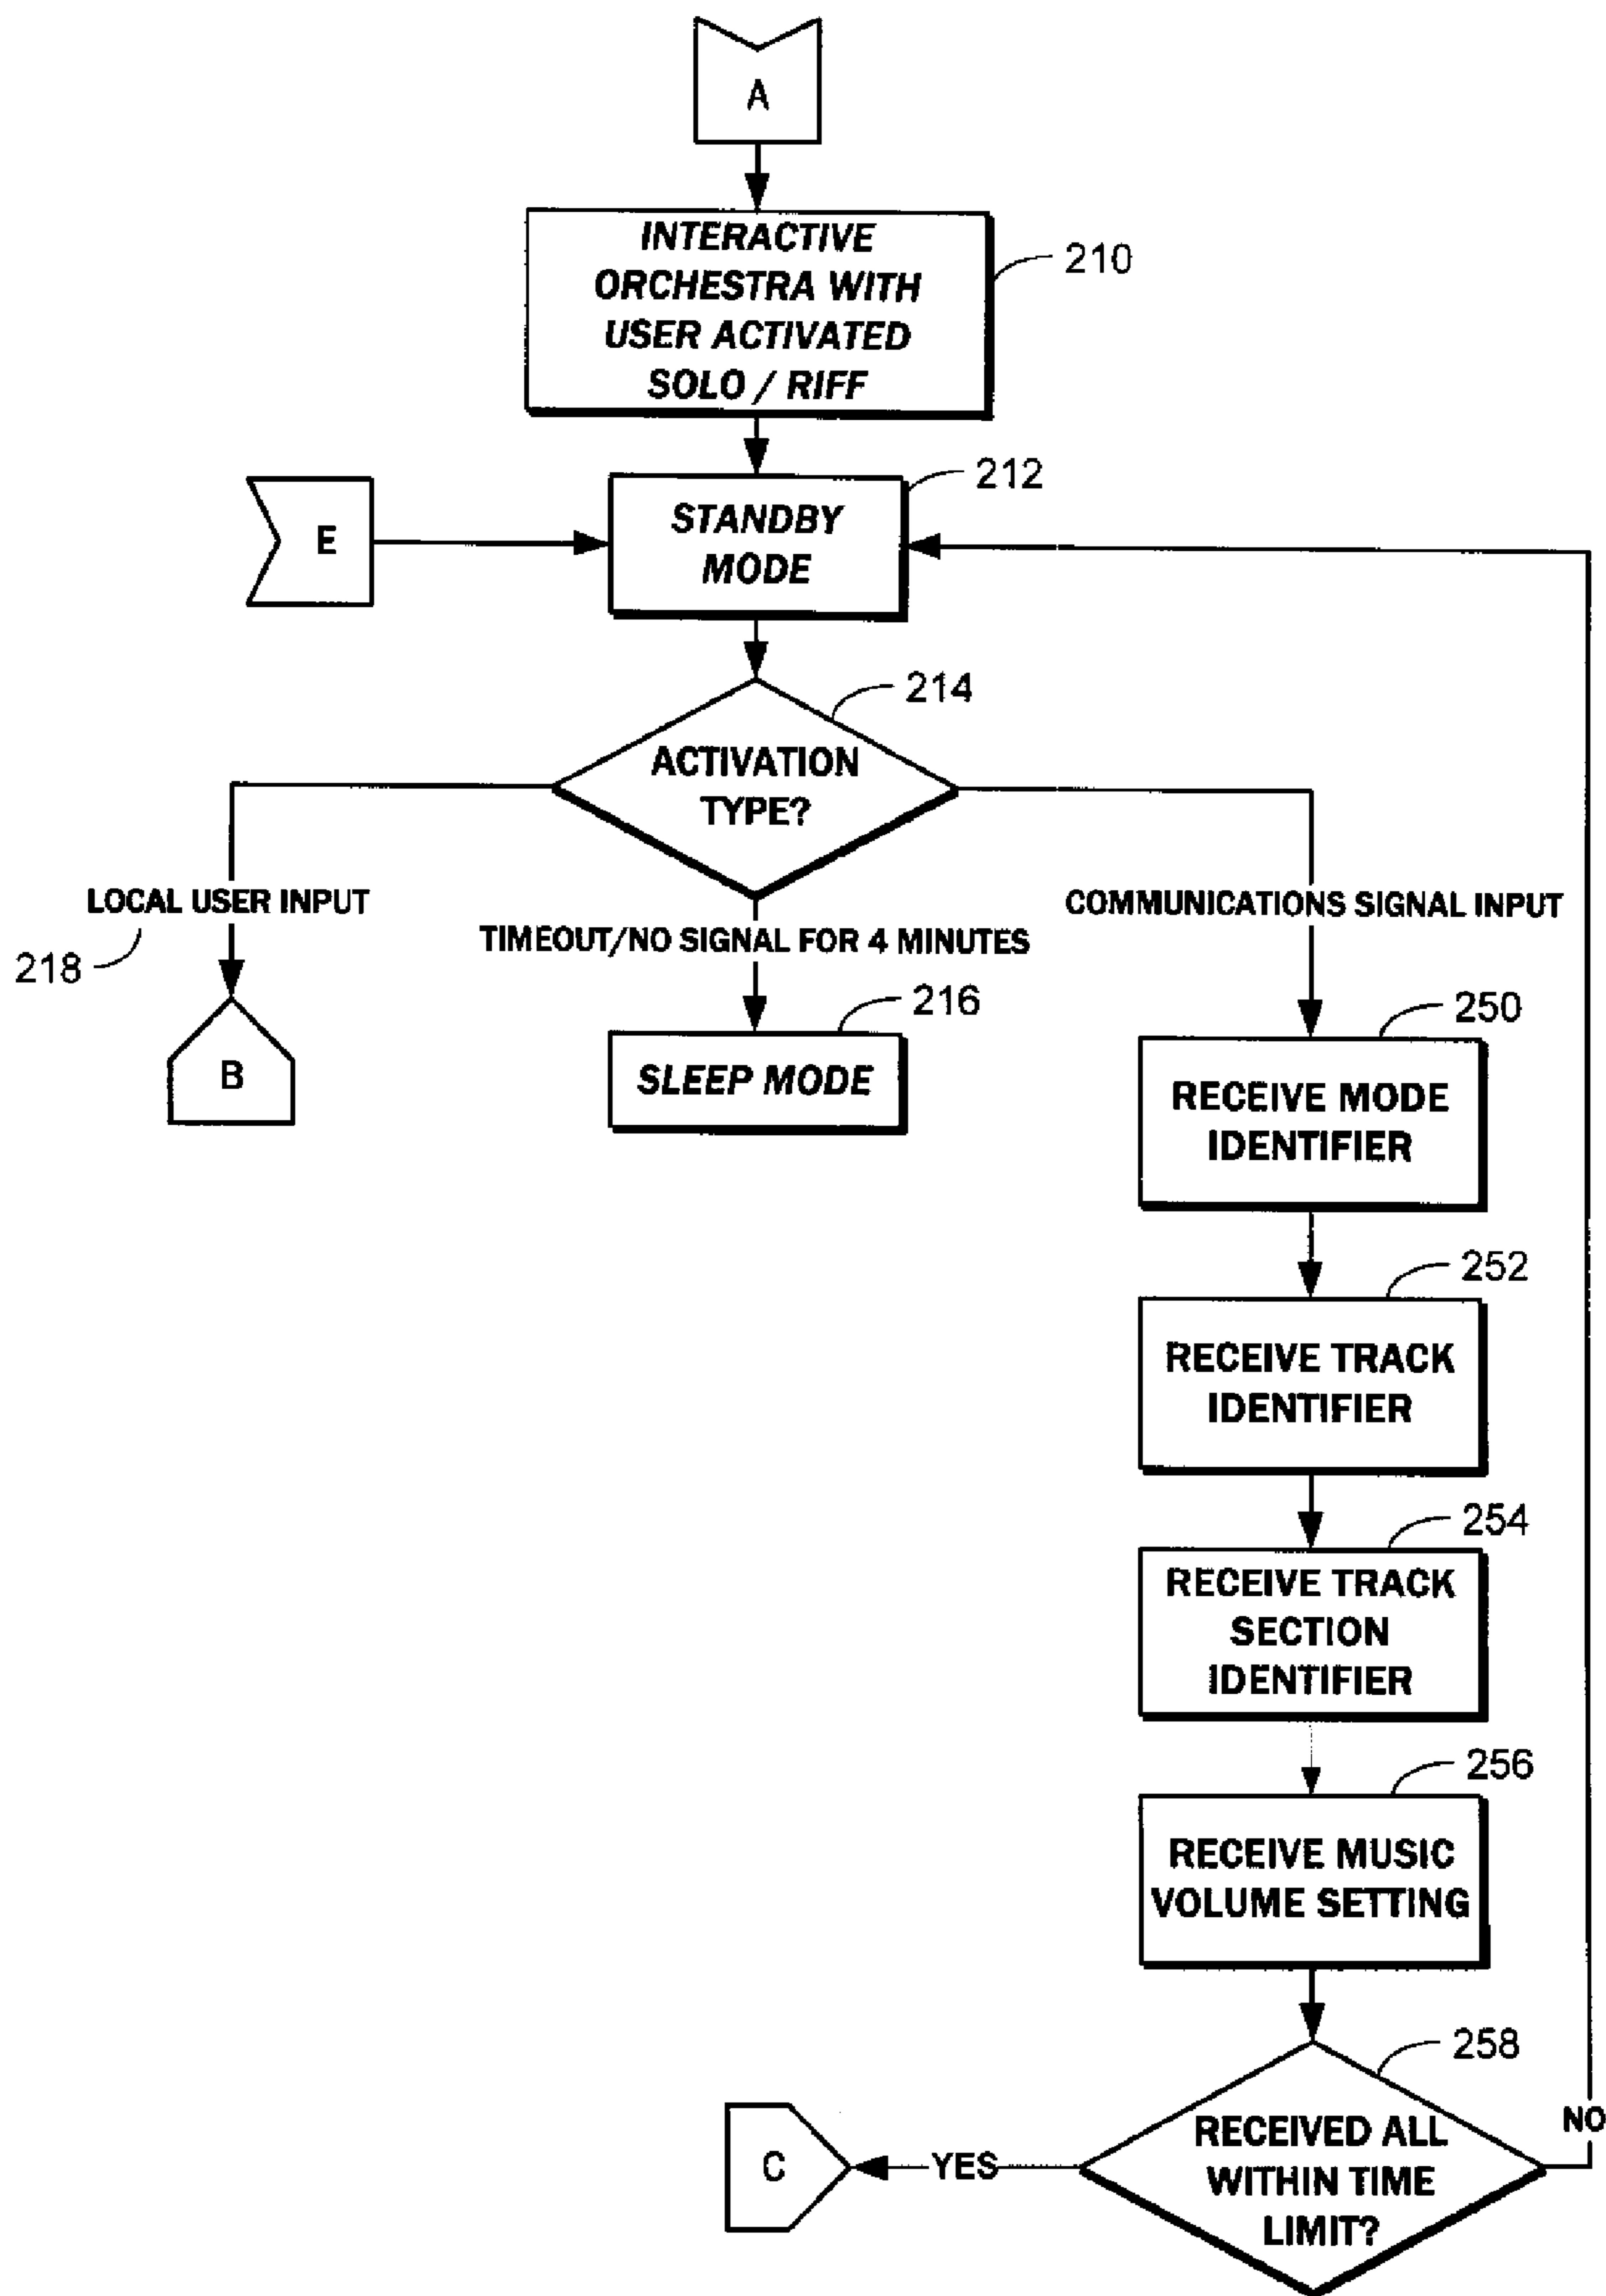 A
INTERACTIVE
ORCHESTRA WITH
USER ACTIVATED
SOLO / RIFF
210
E
STANDBY
MODE
212
ACTIVATION
TYPE?
214
LOCAL USER INPUT
218
B
TIMEOUT/NO SIGNAL FOR 4 MINUTES
216
SLEEP MODE
COMMUNICATIONS SIGNAL INPUT
250
RECEIVE MODE
IDENTIFIER
252
RECEIVE TRACK
IDENTIFIER
254
RECEIVE TRACK
SECTION
IDENTIFIER
256
RECEIVE MUSIC
VOLUME SETTING
258
RECEIVED ALL
WITHIN TIME
LIMIT?
NO
YES
C